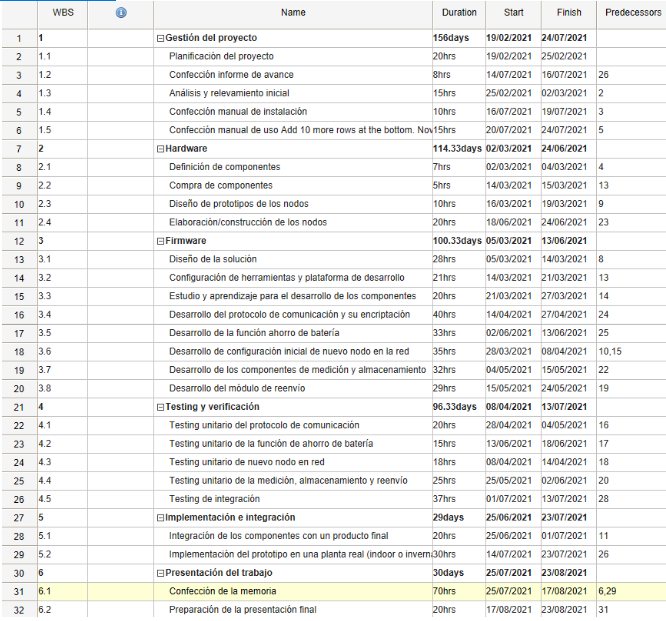 WBS Name Duration Start Finish Predecessors
1 1 Gestión del proyecto 156days 19/02/2021 24/07/2021
2 1.1 Planificación del proyecto 20hrs 19/02/2021 25/02/2021
3 1.2 Confección informe de avance 8hrs 14/07/2021 16/07/2021 26
4 1.3 Análisis y relevamiento inicial 15hrs 25/02/2021 02/03/2021 2
5 1.4 Confección manual de instalación 10hrs 16/07/2021 19/07/2021 3
6 1.5 Confección manual de uso Add 10 more rows at the bottom. Nov 15hrs 20/07/2021 24/07/2021 5
7 2 Hardware 114.33days 02/03/2021 24/06/2021
8 2.1 Definición de componentes 7hrs 02/03/2021 04/03/2021 4
9 2.2 Compra de componentes 5hrs 14/03/2021 15/03/2021 13
10 2.3 Diseño de prototipos de los nodos 10hrs 16/03/2021 19/03/2021 9
11 2.4 Elaboración/construcción de los nodos 20hrs 18/06/2021 24/06/2021 23
12 3 Firmware 100.33days 05/03/2021 13/06/2021
13 3.1 Diseño de la solución 28hrs 05/03/2021 14/03/2021 8
14 3.2 Configuración de herramientas y plataforma de desarrollo 21hrs 14/03/2021 21/03/2021 13
15 3.3 Estudio y aprendizaje para el desarrollo de los componentes 20hrs 21/03/2021 27/03/2021 14
16 3.4 Desarrollo del protocolo de comunicación y su encriptación 40hrs 14/04/2021 27/04/2021 24
17 3.5 Desarrollo de la función ahorro de batería 33hrs 02/06/2021 13/06/2021 25
18 3.6 Desarrollo de configuración inicial de nuevo nodo en la red 35hrs 28/03/2021 08/04/2021 10,15
19 3.7 Desarrollo de los componentes de medición y almacenamiento 32hrs 04/05/2021 15/05/2021 22
20 3.8 Desarrollo del módulo de reenvío 29hrs 15/05/2021 24/05/2021 19
21 4 Testing y verificación 96.33days 08/04/2021 13/07/2021
22 4.1 Testing unitario del protocolo de comunicación 20hrs 28/04/2021 04/05/2021 16
23 4.2 Testing unitario de la función de ahorro de batería 15hrs 13/06/2021 18/06/2021 17
24 4.3 Testing unitario de nuevo nodo en red 18hrs 08/04/2021 14/04/2021 18
25 4.4 Testing unitario de la medición, almacenamiento y reenvío 25hrs 25/05/2021 02/06/2021 20
26 4.5 Testing de integración 37hrs 01/07/2021 13/07/2021 28
27 5 Implementación e integración 29days 25/06/2021 23/07/2021
28 5.1 Integración de los componentes con un producto final 20hrs 25/06/2021 01/07/2021 11
29 5.2 Implementación del prototipo en una planta real (indoor o inverna 30hrs 14/07/2021 23/07/2021 26
30 6 Presentación del trabajo 30days 25/07/2021 23/08/2021
31 6.1 Confección de la memoria 70hrs 25/07/2021 17/08/2021 6,29
32 6.2 Preparación de la presentación final 20hrs 17/08/2021 23/08/2021 31